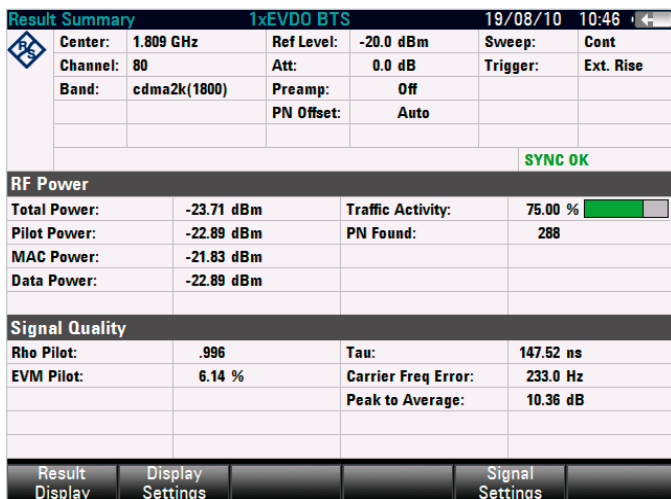 Result Summary 1xEVDO BTS 19/08/10 10:46
R&S
Center: 1.809 GHz Ref Level: -20.0 dBm Sweep: Cont
Channel: 80 Att: 0.0 dB Trigger: Ext. Rise
Band: cdma2k(1800) Preamp: Off
PN Offset: Auto
SYNC OK
RF Power
Total Power: -23.71 dBm Traffic Activity: 75.00 %
Pilot Power: -22.89 dBm PN Found: 288
MAC Power: -21.83 dBm
Data Power: -22.89 dBm
Signal Quality
Rho Pilot: .996 Tau: 147.52 ns
EVM Pilot: 6.14 % Carrier Freq Error: 233.0 Hz
Peak to Average: 10.36 dB
Result Display Signal
Display Settings Settings